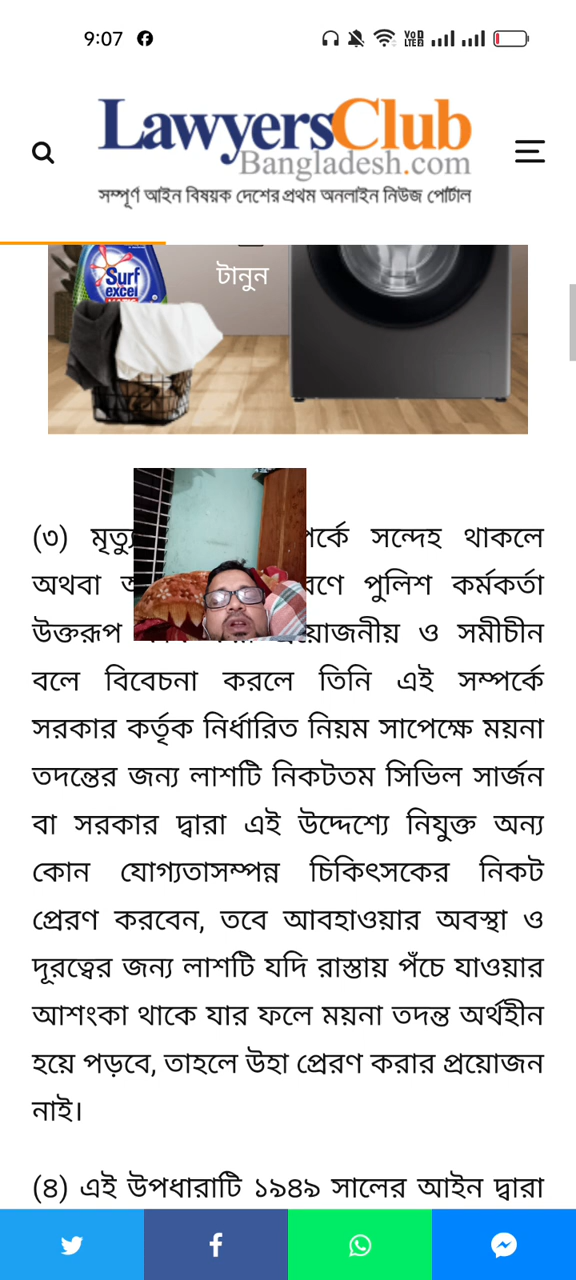 9:07
VoD
LTE2
LawyersClub
Bangladesh.com
সম্পূর্ণ আইন বিষয়ক দেশের প্রথম অনলাইন নিউজ পোর্টাল
Surf
excel
MATIC
টানুন
(৩) মৃত্যু সন্দেহ থাকলে
অথবা পুলিশ কর্মকর্তা
উক্তরূপ ও সমীচীন
বলে বিবেচনা করলে তিনি এই সম্পর্কে
সরকার কর্তৃক নির্ধারিত নিয়ম সাপেক্ষে ময়না
তদন্তের জন্য লাশটি নিকটতম সিভিল সার্জন
বা সরকার দ্বারা এই উদ্দেশ্যে নিযুক্ত অন্য
কোন যোগ্যতাসম্পন্ন চিকিৎসকের নিকট
প্রেরণ করবেন, তবে আবহাওয়ার অবস্থা ও
দূরত্বের জন্য লাশটি যদি রাস্তায় পঁচে যাওয়ার
আশংকা থাকে যার ফলে ময়না তদন্ত অর্থহীন
হয়ে পড়বে, তাহলে উহা প্রেরণ করার প্রয়োজন
নাই।
(৪) এই উপধারাটি ১৯৪৯ সালের আইন দ্বারা